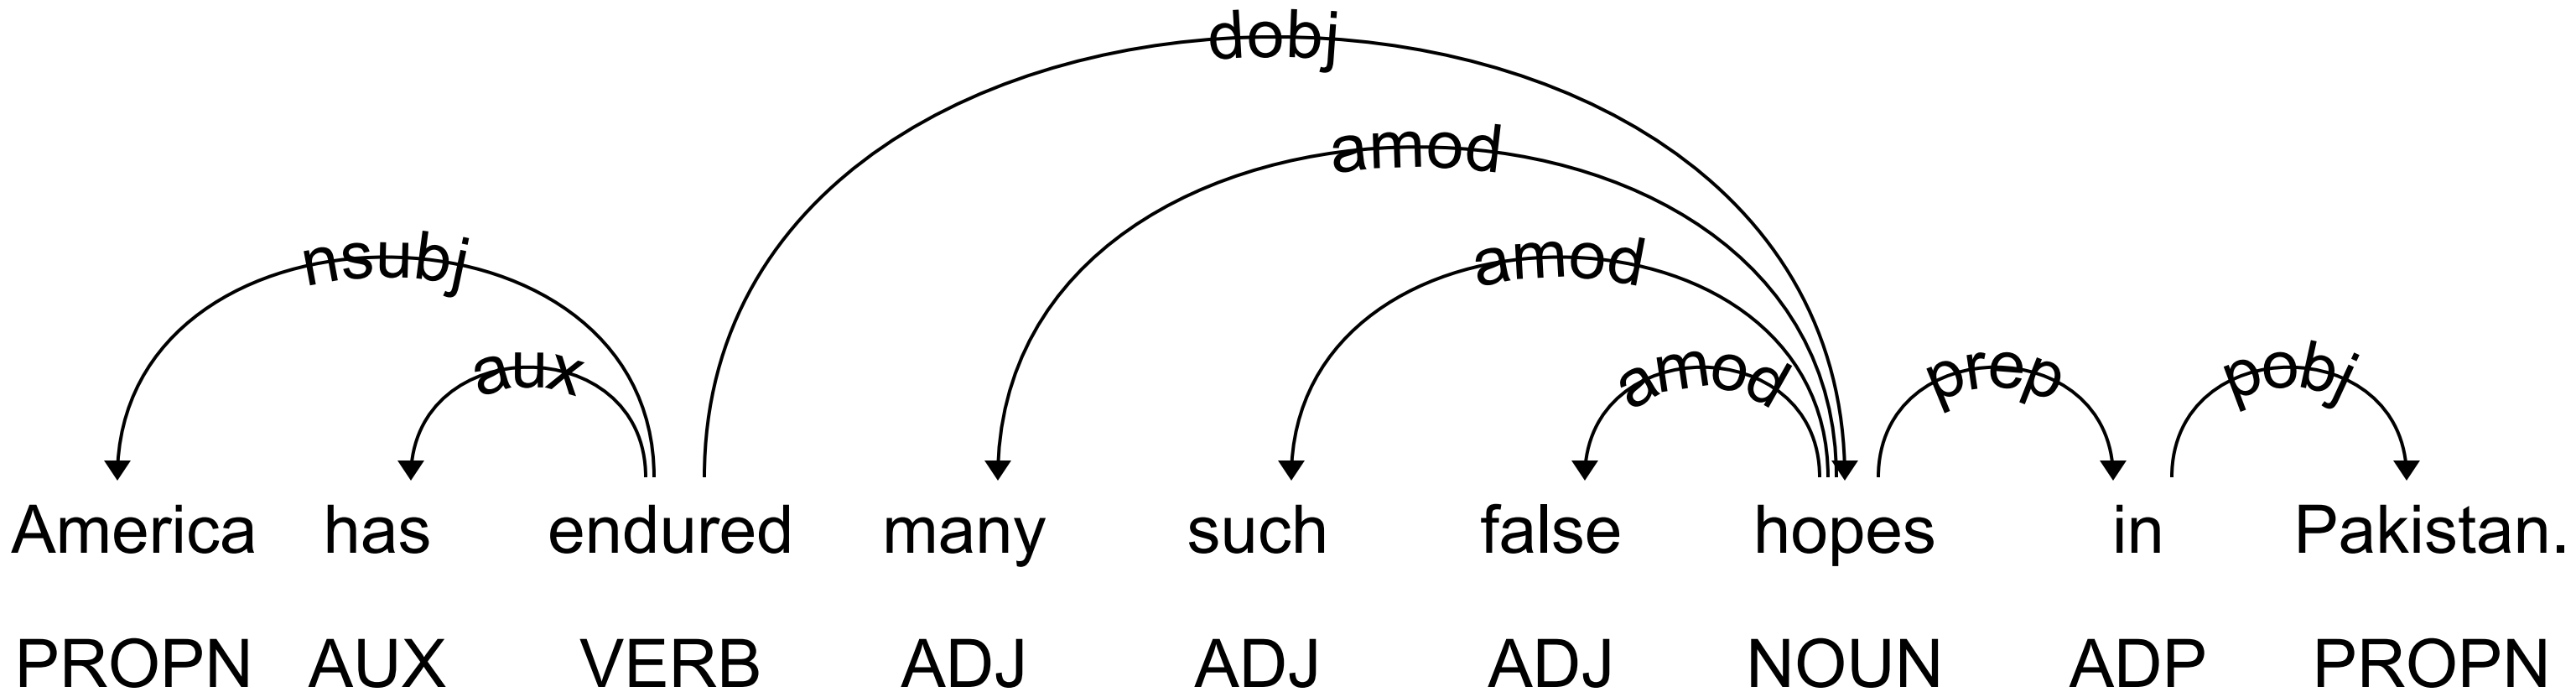 dobj
amod
nsubj amod
aux amod prep pobj
America has endured many such false hopes in Pakistan.
PROPN AUX VERB ADJ ADJ ADJ NOUN ADP PROPN